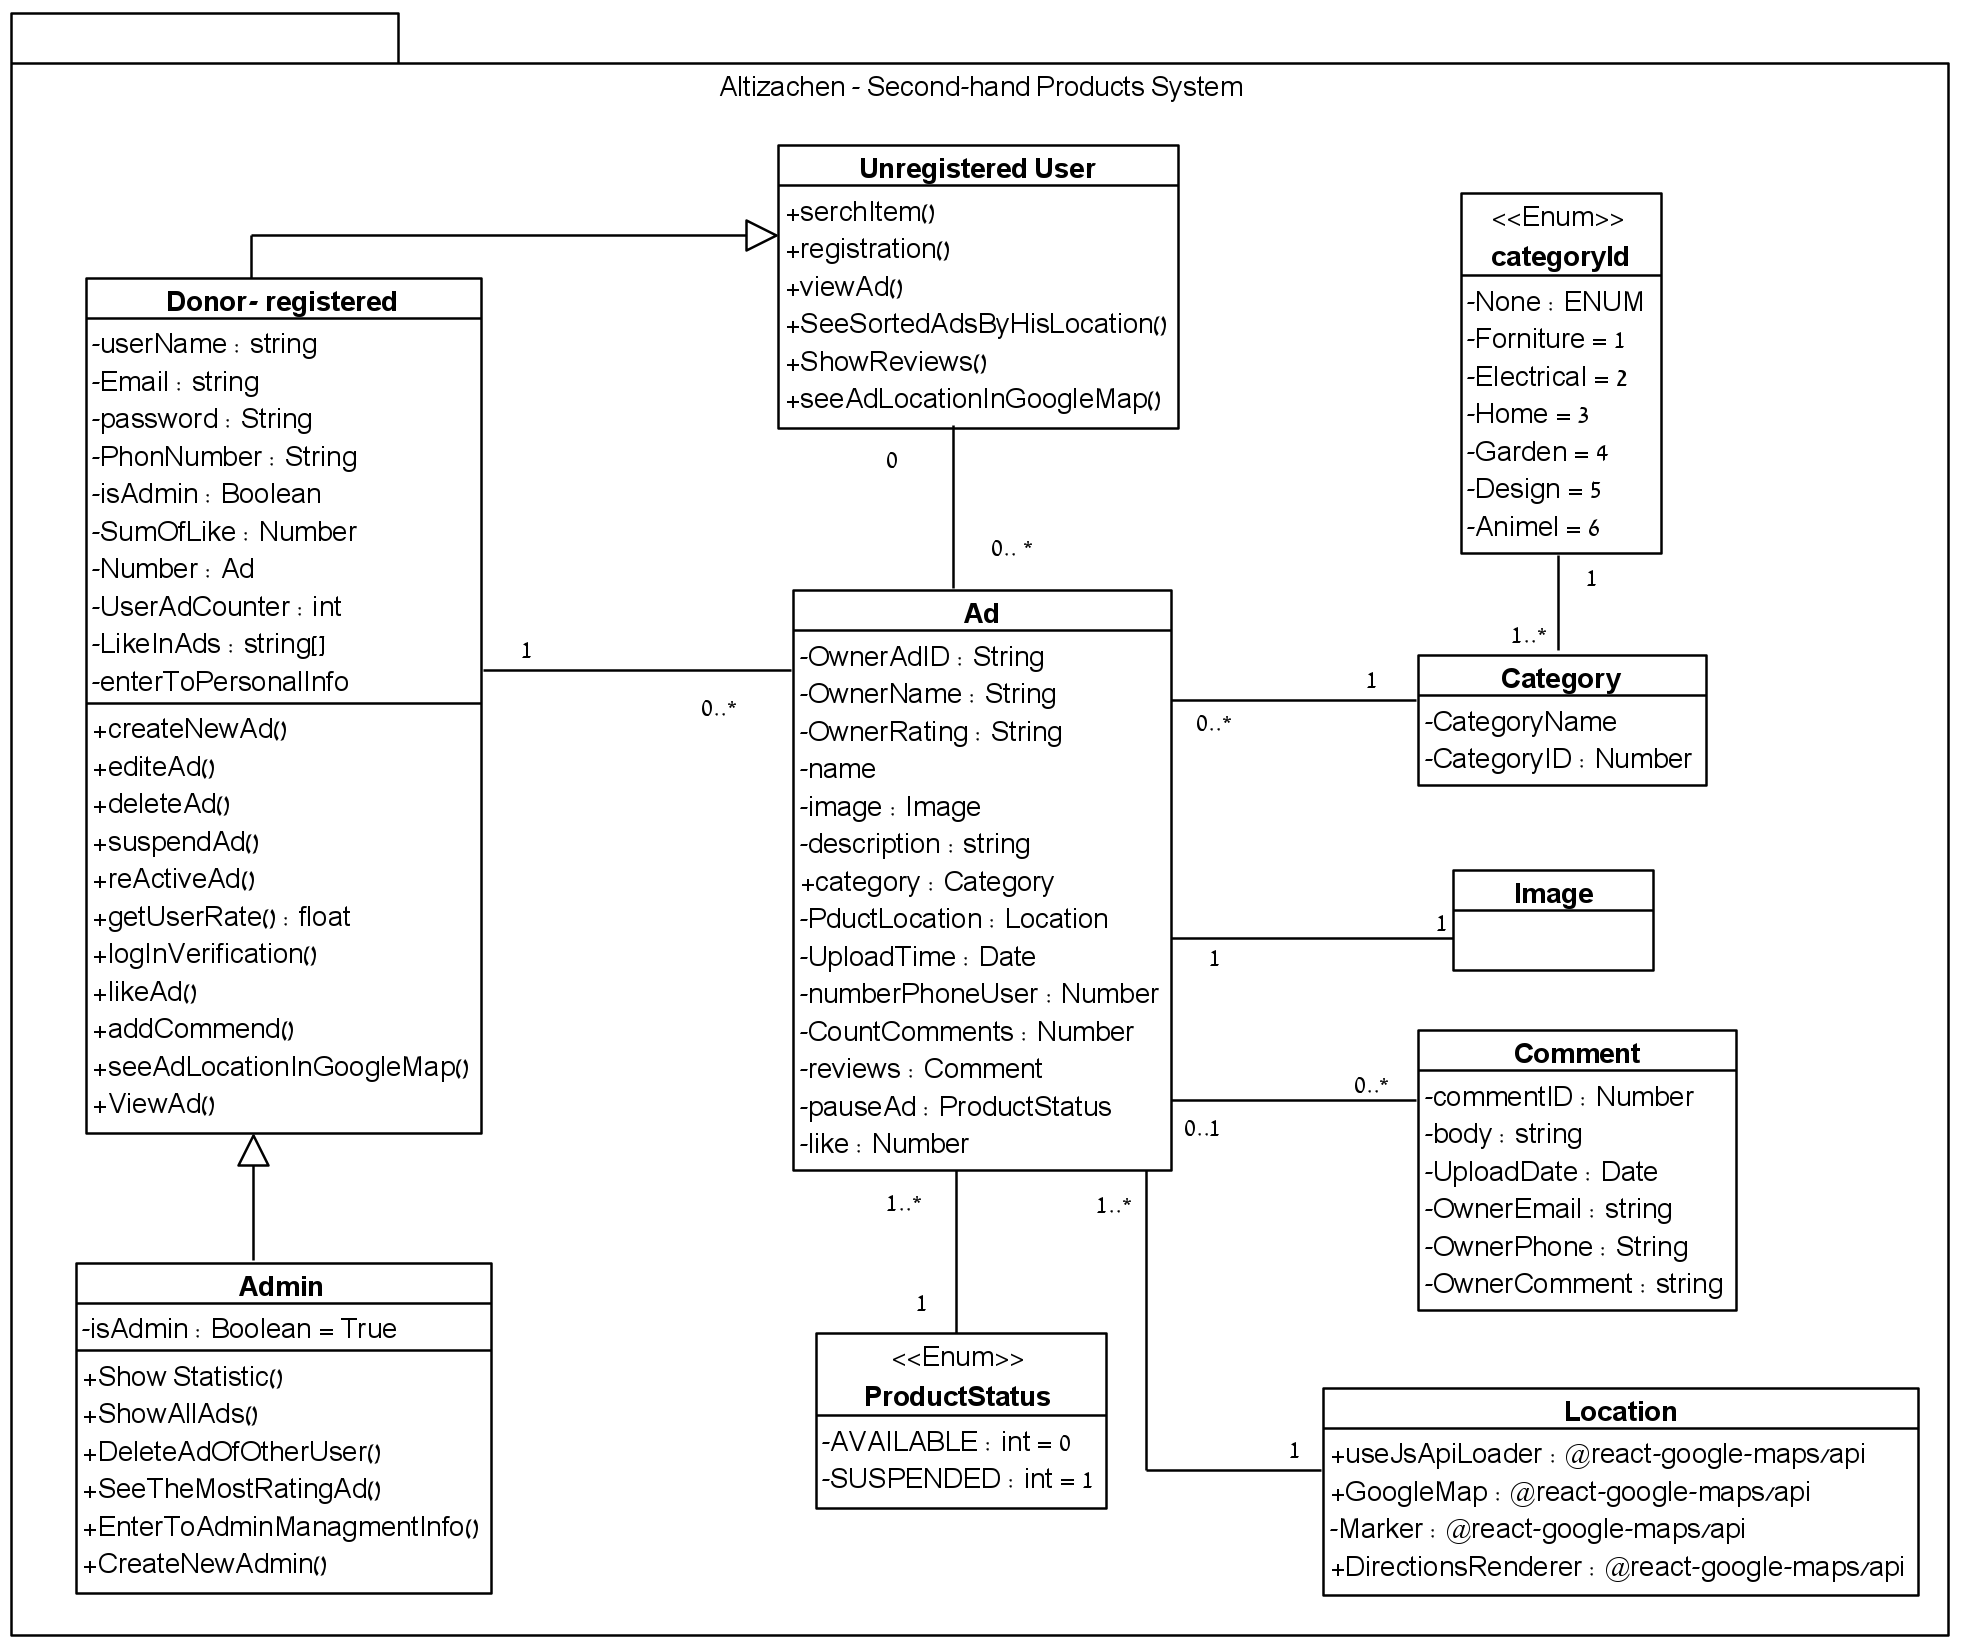 Altizachen - Second-hand Products System
Unregistered User
+serchItem()
+registration()
+viewAd()
+SeeSortedAdsByHisLocation()
+ShowReviews()
+seeAdLocationInGoogleMap()
<<Enum>>
categoryId
-None : ENUM
-Forniture = 1
-Electrical = 2
-Home = 3
-Garden = 4
-Design = 5
-Animel = 6
Donor- registered
-userName : string
-Email : string
-password : String
-PhonNumber : String
-isAdmin : Boolean
-SumOfLike : Number
-Number : Ad
-UserAdCounter : int
-LikeInAds : string[]
-enterToPersonalInfo
+createNewAd()
+editeAd()
+deleteAd()
+suspendAd()
+reActiveAd()
+getUserRate() : float
+logInVerification()
+likeAd()
+addCommend()
+seeAdLocationInGoogleMap()
+ViewAd()
0
0.. *
1
0..*
1
1..*
Ad
-OwnerAdID : String
-OwnerName : String
-OwnerRating : String
-name
-image : Image
-description : string
+category : Category
-PductLocation : Location
-UploadTime : Date
-numberPhoneUser : Number
-CountComments : Number
-reviews : Comment
-pauseAd : ProductStatus
-like : Number
1
0..*
Category
-CategoryName
-CategoryID : Number
Image
1
1
Comment
-commentID : Number
-body : string
-UploadDate : Date
-OwnerEmail : string
-OwnerPhone : String
-OwnerComment : string
0..*
0..1
1..*
1..*
1
1
Admin
-isAdmin : Boolean = True
+Show Statistic()
+ShowAllAds()
+DeleteAdOfOtherUser()
+SeeTheMostRatingAd()
+EnterToAdminManagmentInfo()
+CreateNewAdmin()
<<Enum>>
ProductStatus
-AVAILABLE : int = 0
-SUSPENDED : int = 1
Location
+useJsApiLoader : @react-google-maps/api
+GoogleMap : @react-google-maps/api
-Marker : @react-google-maps/api
+DirectionsRenderer : @react-google-maps/api